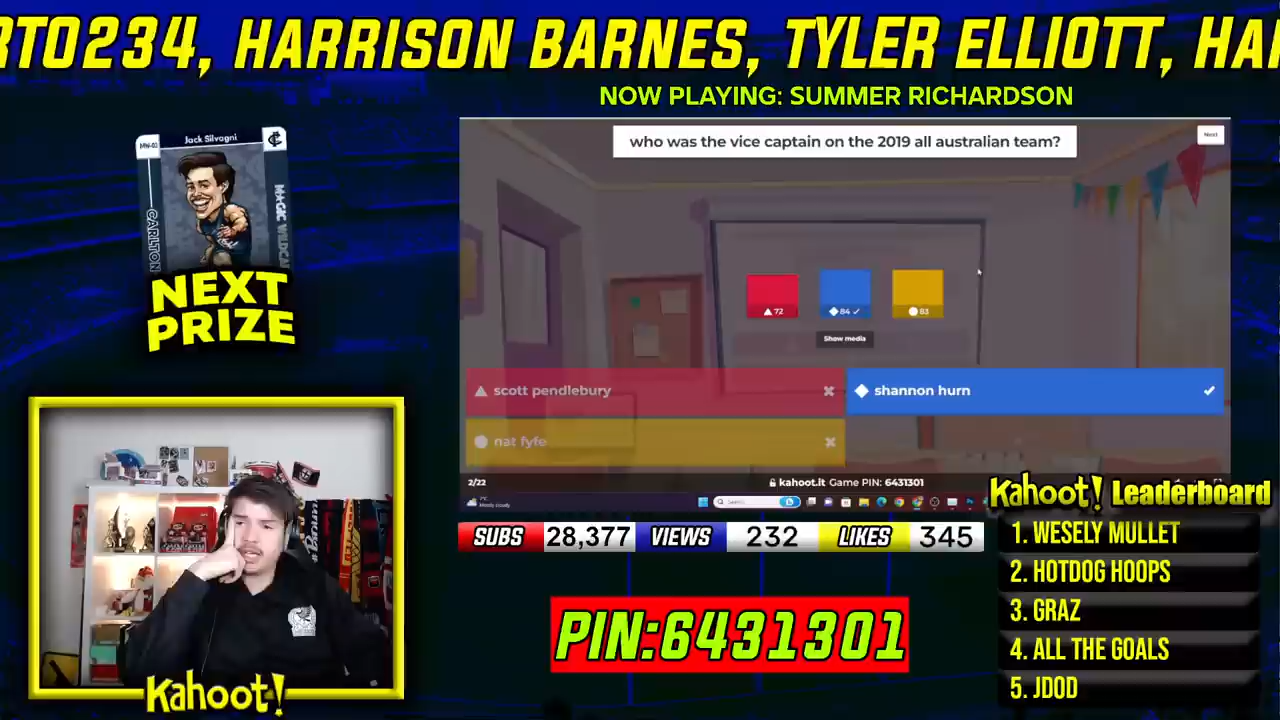 RTO234, HARRISON BARNES, TYLER ELLIOTT, HA
NOW PLAYING: SUMMER RICHARDSON
who was the vice captain on the 2019 all australian team?
Next
Jack Silvagni
CARLTON
NEXT
PRIZE
72
84
83
Show media
scott pendlebury
shannon hurn
nat fyfe
2/22
kahoot.it Game PIN: 6431301
Search
SUBS 28,377 VIEWS 232 LIKES 345
PIN:6431301
Kahoot! Leaderboard
1. WESELY MULLET
2. HOTDOG HOOPS
3. GRAZ
4. ALL THE GOALS
5. JDOD
Kahoot!